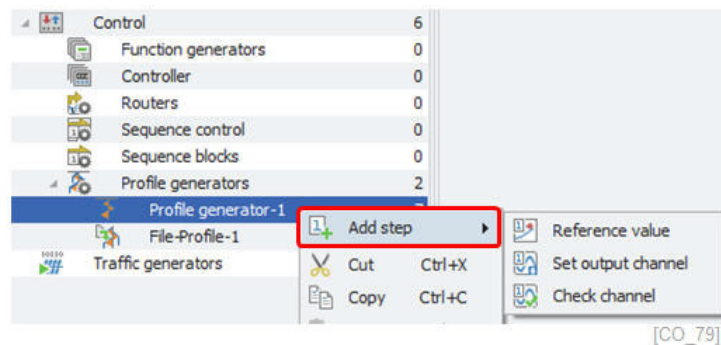 Control 6
Function generators 0
Controller 0
Routers 0
Sequence control 0
Sequence blocks 0
Profile generators 2
Profile generator-1
Add step
Reference value
File-Profile-1
Traffic generators
Cut Ctrl+X
Set output channel
Copy Ctrl+C
Check channel
[CO_79]